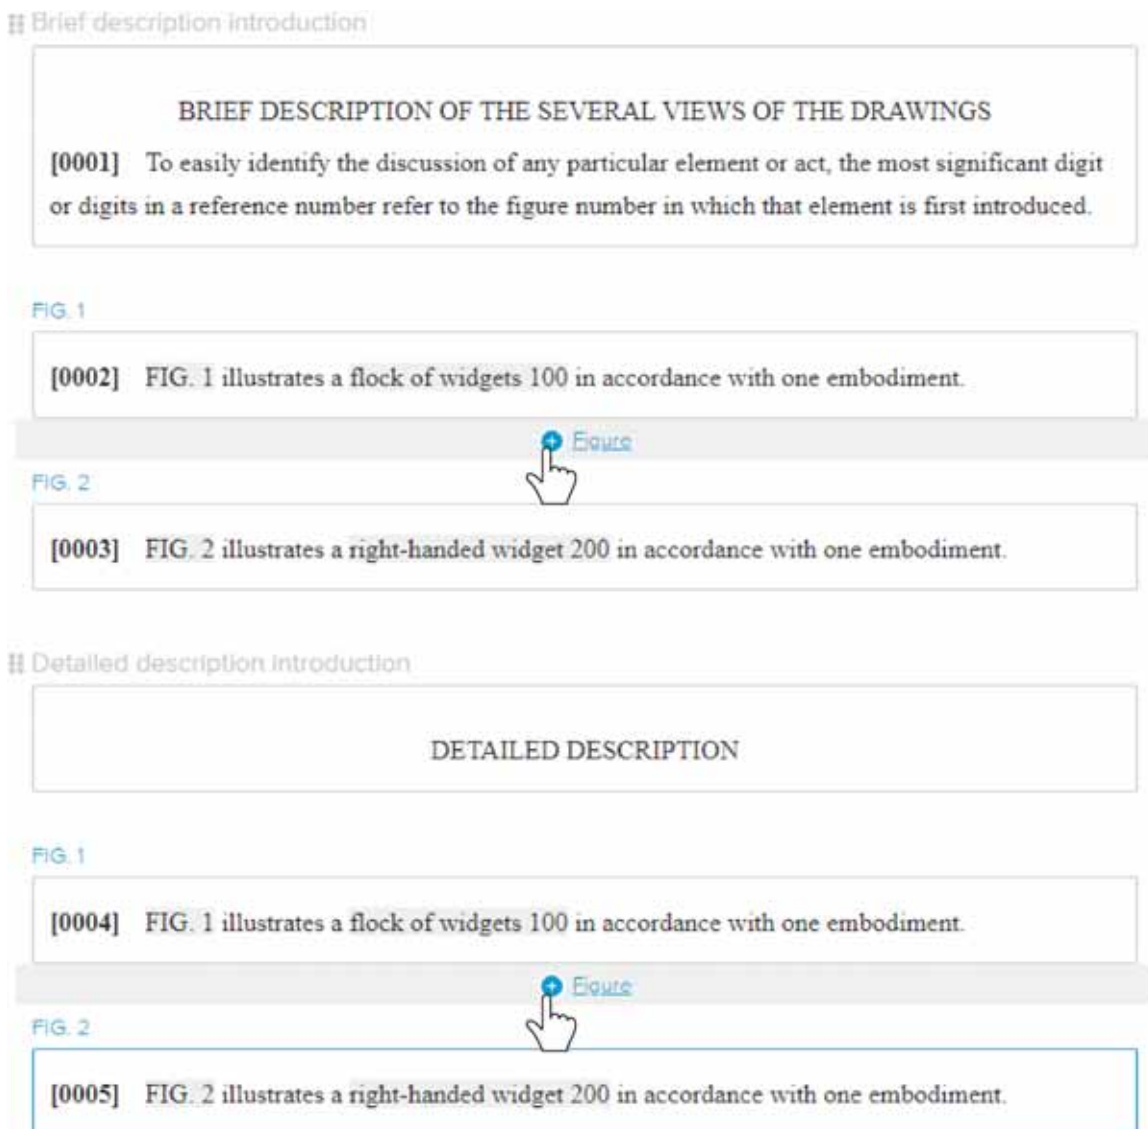 Brief description introduction
BRIEF DESCRIPTION OF THE SEVERAL VIEWS OF THE DRAWINGS
[0001] To easily identify the discussion of any particular element or act, the most significant digit
or digits in a reference number refer to the figure number in which that element is first introduced.
FIG. 1
[0002] FIG. 1 illustrates a flock of widgets 100 in accordance with one embodiment.
Figure
FIG. 2
[0003] FIG. 2 illustrates a right-handed widget 200 in accordance with one embodiment.
Detailed description introduction
DETAILED DESCRIPTION
FIG. 1
[0004] FIG. 1 illustrates a flock of widgets 100 in accordance with one embodiment.
Figure
FIG. 2
[0005] FIG. 2 illustrates a right-handed widget 200 in accordance with one embodiment.